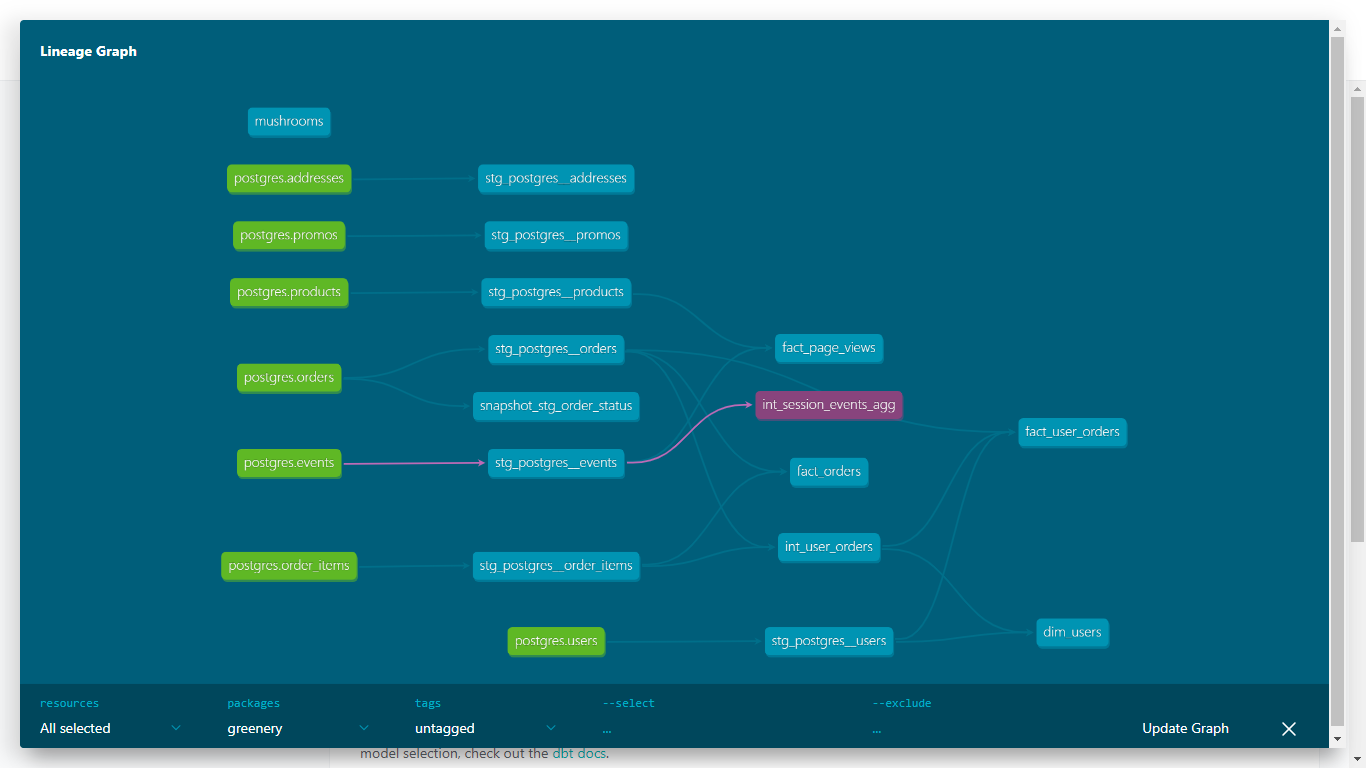 Lineage Graph
mushrooms
postgres.addresses
stg_postgres__addresses
postgres.promos
stg_postgres__promos
postgres.products
stg_postgres__products
stg_postgres__orders
fact_page_views
postgres.orders
snapshot_stg_order_status
int_session_events_agg
fact_user_orders
postgres.events
stg_postgres__events
fact_orders
int_user_orders
postgres.order_items
stg_postgres__order_items
postgres.users
stg_postgres__users
dim_users
resources packages tags --select --exclude
All selected greenery untagged ... ... Update Graph
model selection, check out the dbt docs.